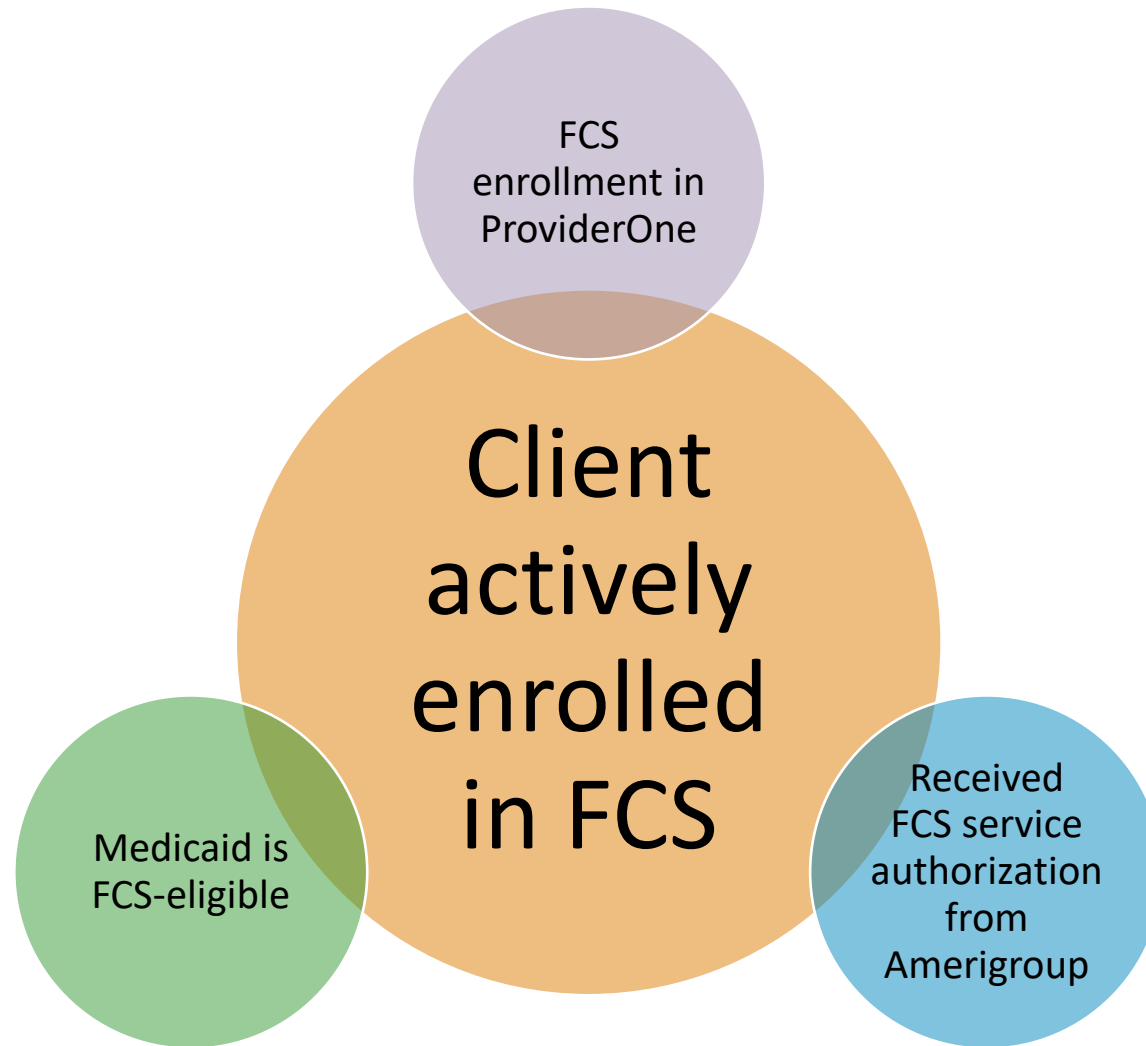 FCS
enrollment in
ProviderOne
Client
actively
enrolled
in FCS
Medicaid is
FCS-eligible
Received
FCS service
authorization
from
Amerigroup